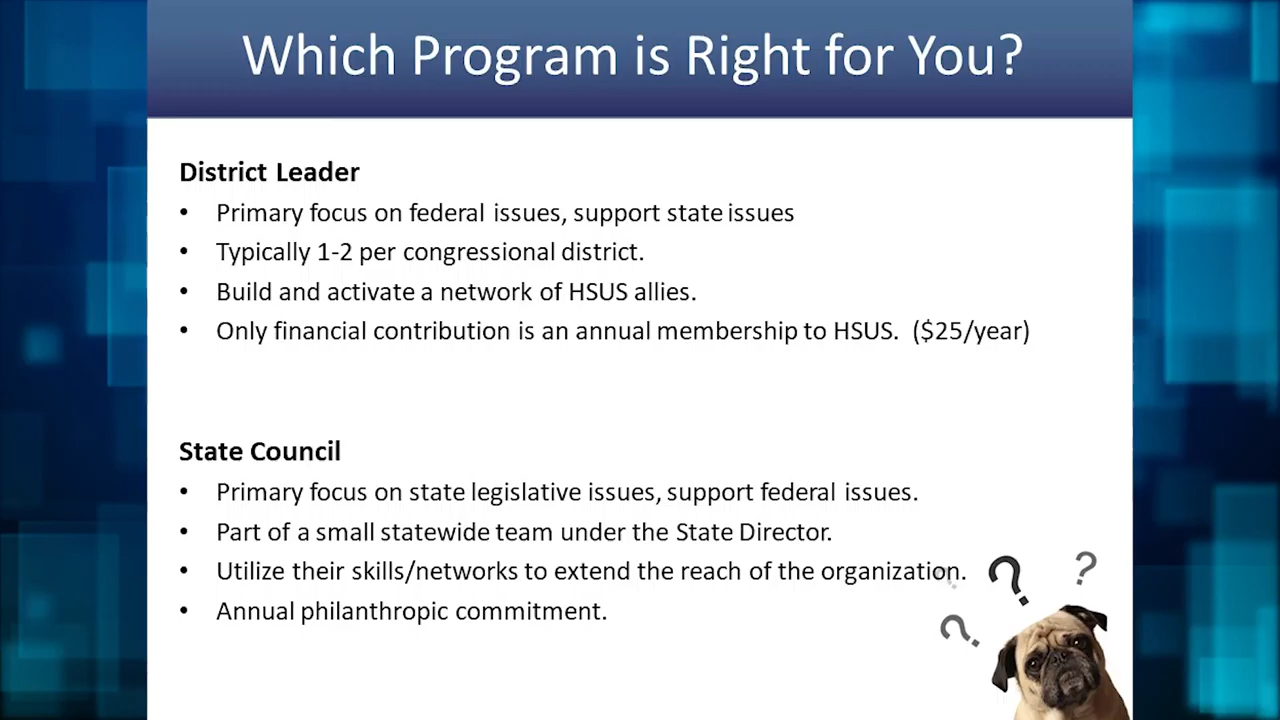 Which Program is Right for You?
District Leader
• Primary focus on federal issues, support state issues
• Typically 1-2 per congressional district.
• Build and activate a network of HSUS allies.
• Only financial contribution is an annual membership to HSUS. ($25/year)
State Council
• Primary focus on state legislative issues, support federal issues.
• Part of a small statewide team under the State Director.
• Utilize their skills/networks to extend the reach of the organization.
• Annual philanthropic commitment.
? ?
?